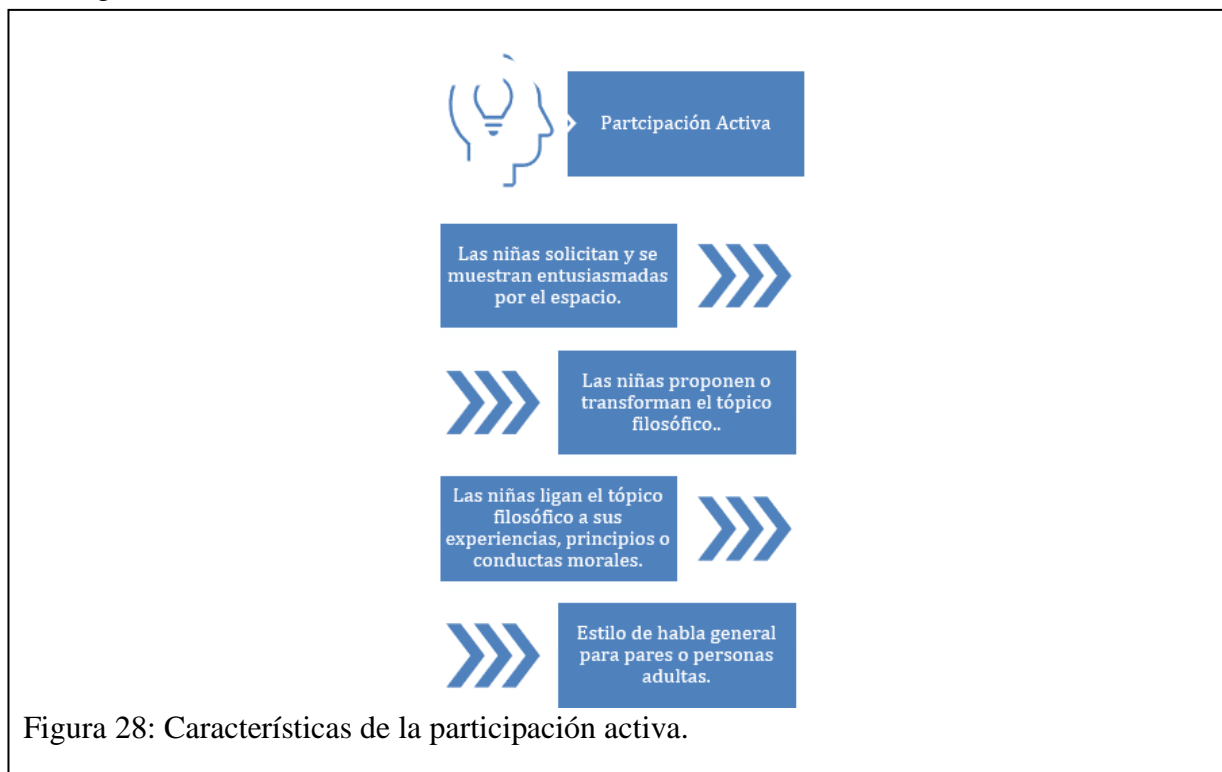 Partcipación Activa
Las niñas solicitan y se
muestran entusiasmadas
por el espacio.
Las niñas proponen o
transforman el tópico
filosófico..
Las niñas ligan el tópico
filosófico a sus
experiencias, principios o
conductas morales.
Estilo de habla general
para pares o personas
adultas.
Figura 28: Características de la participación activa.